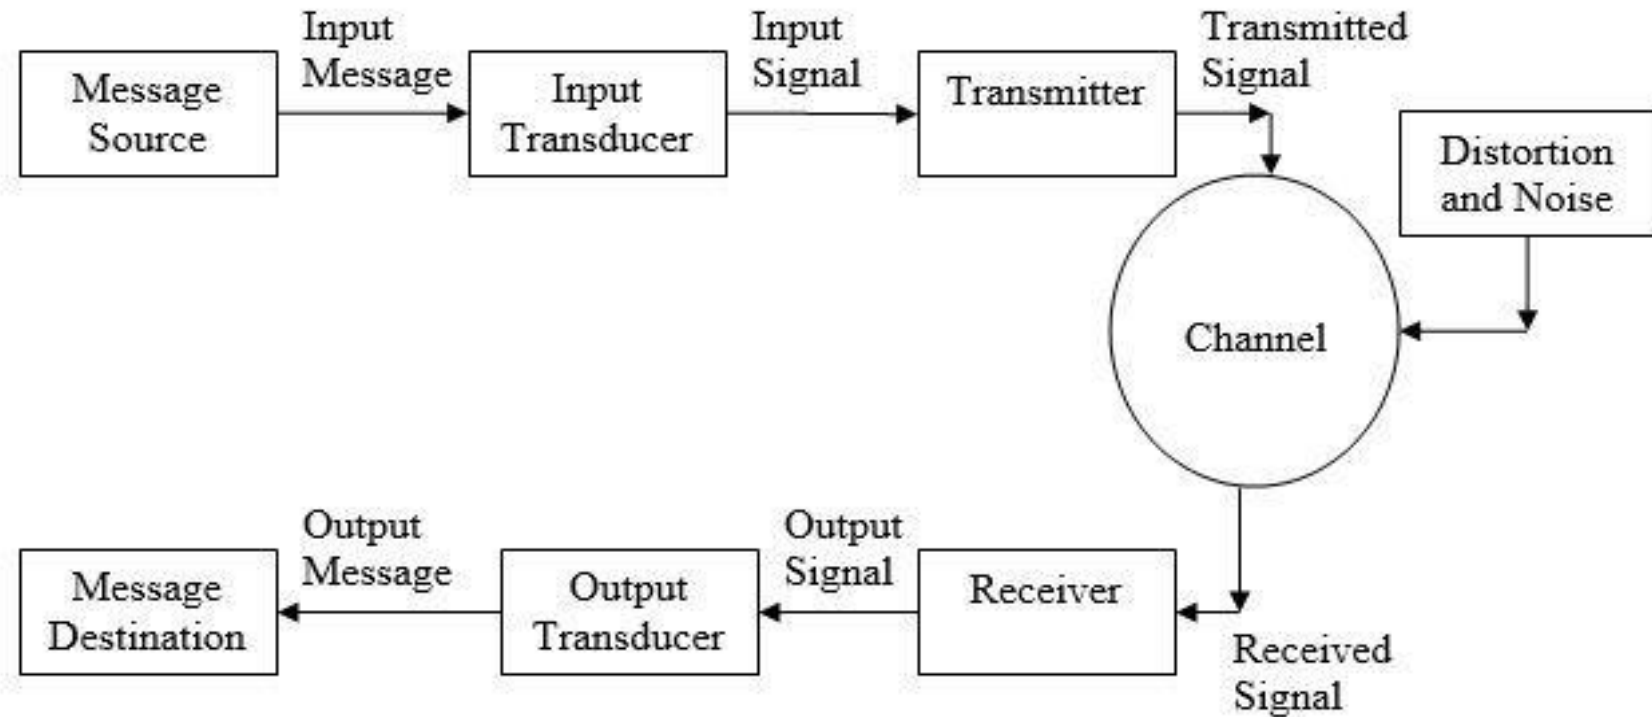 Message
Source
Input
Message
Input
Transducer
Input
Signal
Transmitter
Transmitted
Signal
Distortion
and Noise
Channel
Received
Signal
Receiver
Output
Signal
Output
Transducer
Output
Message
Message
Destination